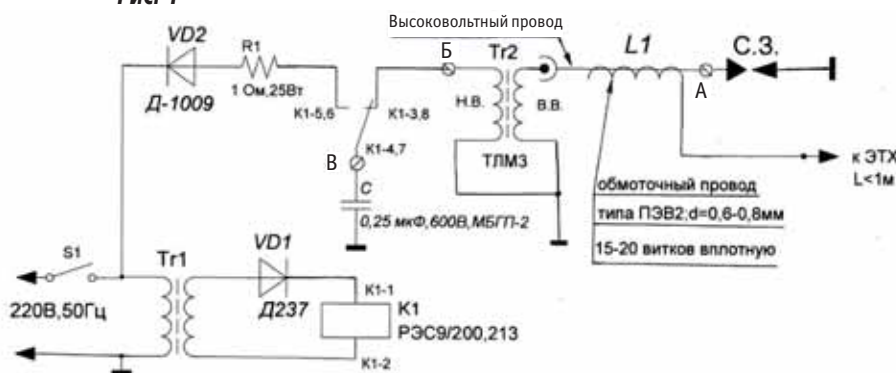 Рис. 1
Высоковольтный провод
VD2
R1
Б
Tr2
L1
С.З.
Д-1009
1 Ом,25Вт
К1-5,6
К1-3,8
Н.В.
В.В.
А
В
К1-4,7
ТЛМ3
к ЭТХ
L<1м
С
0,25 мкФ,600В,МБГП-2
обмоточный провод
типа ПЭВ2;d=0,6-0,8мм
15-20 витков вплотную
S1
Tr1
VD1
220В,50Гц
Д237
К1-1
К1
РЭС9/200,213
К1-2